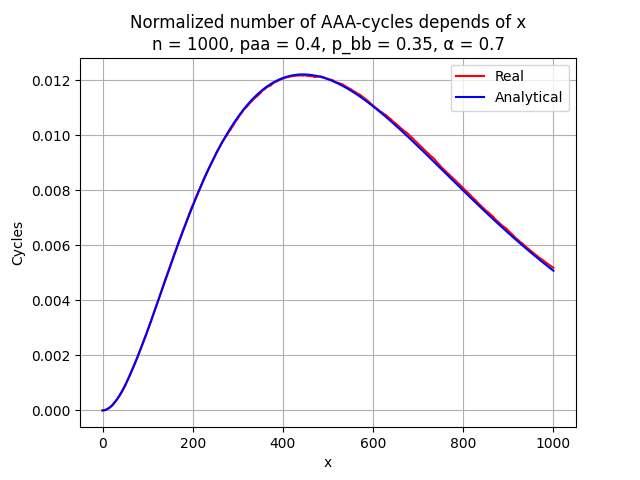 Normalized number of AAA-cycles depends of x
n = 1000, paa = 0.4, p_bb = 0.35, α = 0.7
Real
Analytical
Cycles
0.012
0.010
0.008
0.006
0.004
0.002
0.000
0 200 400 600 800 1000
x